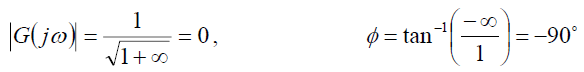 |G(jω)| = 1/√(1+∞) = 0 ,    ϕ = tan⁻¹(−∞/1) = −90°